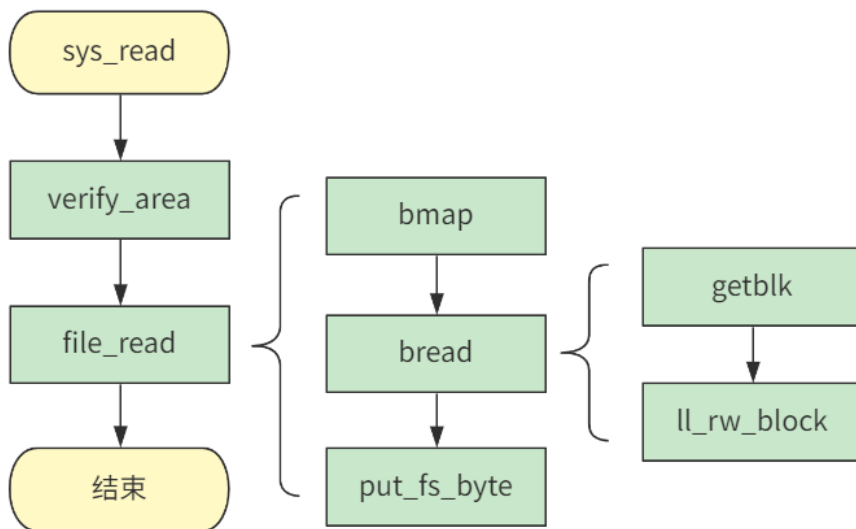 sys_read
verify_area
file_read
结束
bmap
bread
put_fs_byte
getblk
ll_rw_block